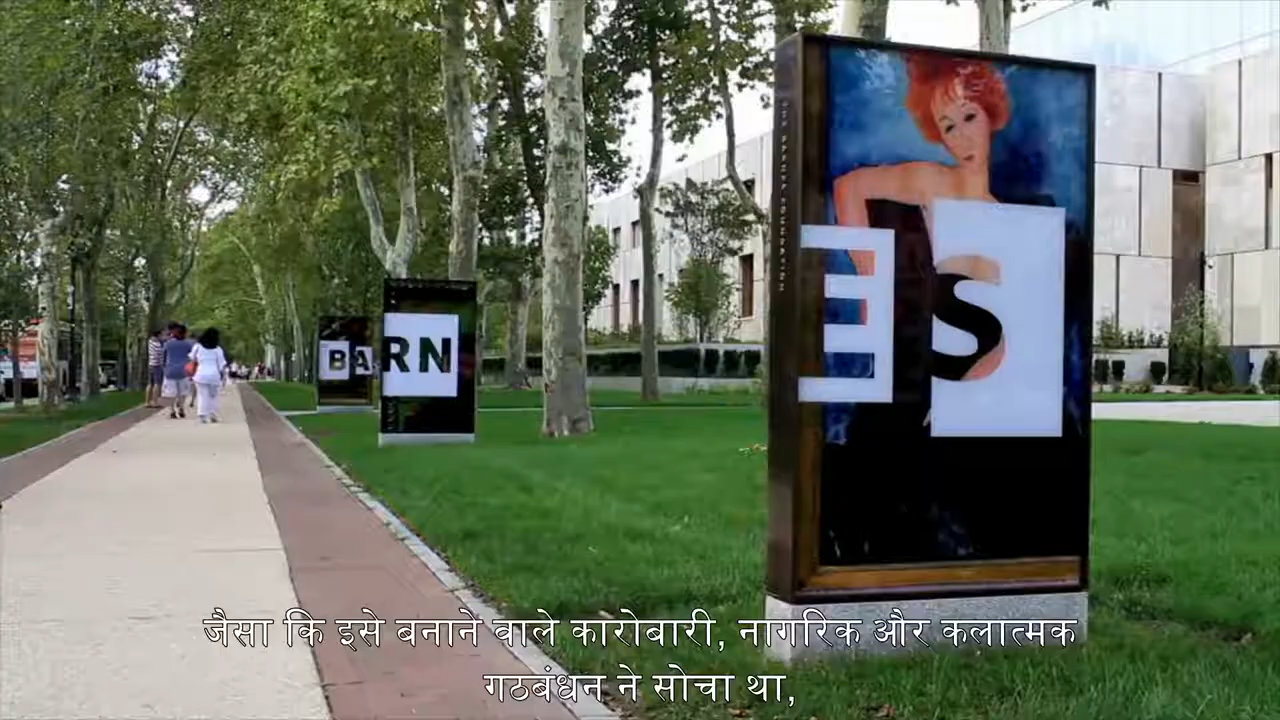 BA
RN
ES
जैसा कि इसे बनाने वाले कारोबारी, नागरिक और कलात्मक
गठबंधन ने सोचा था,